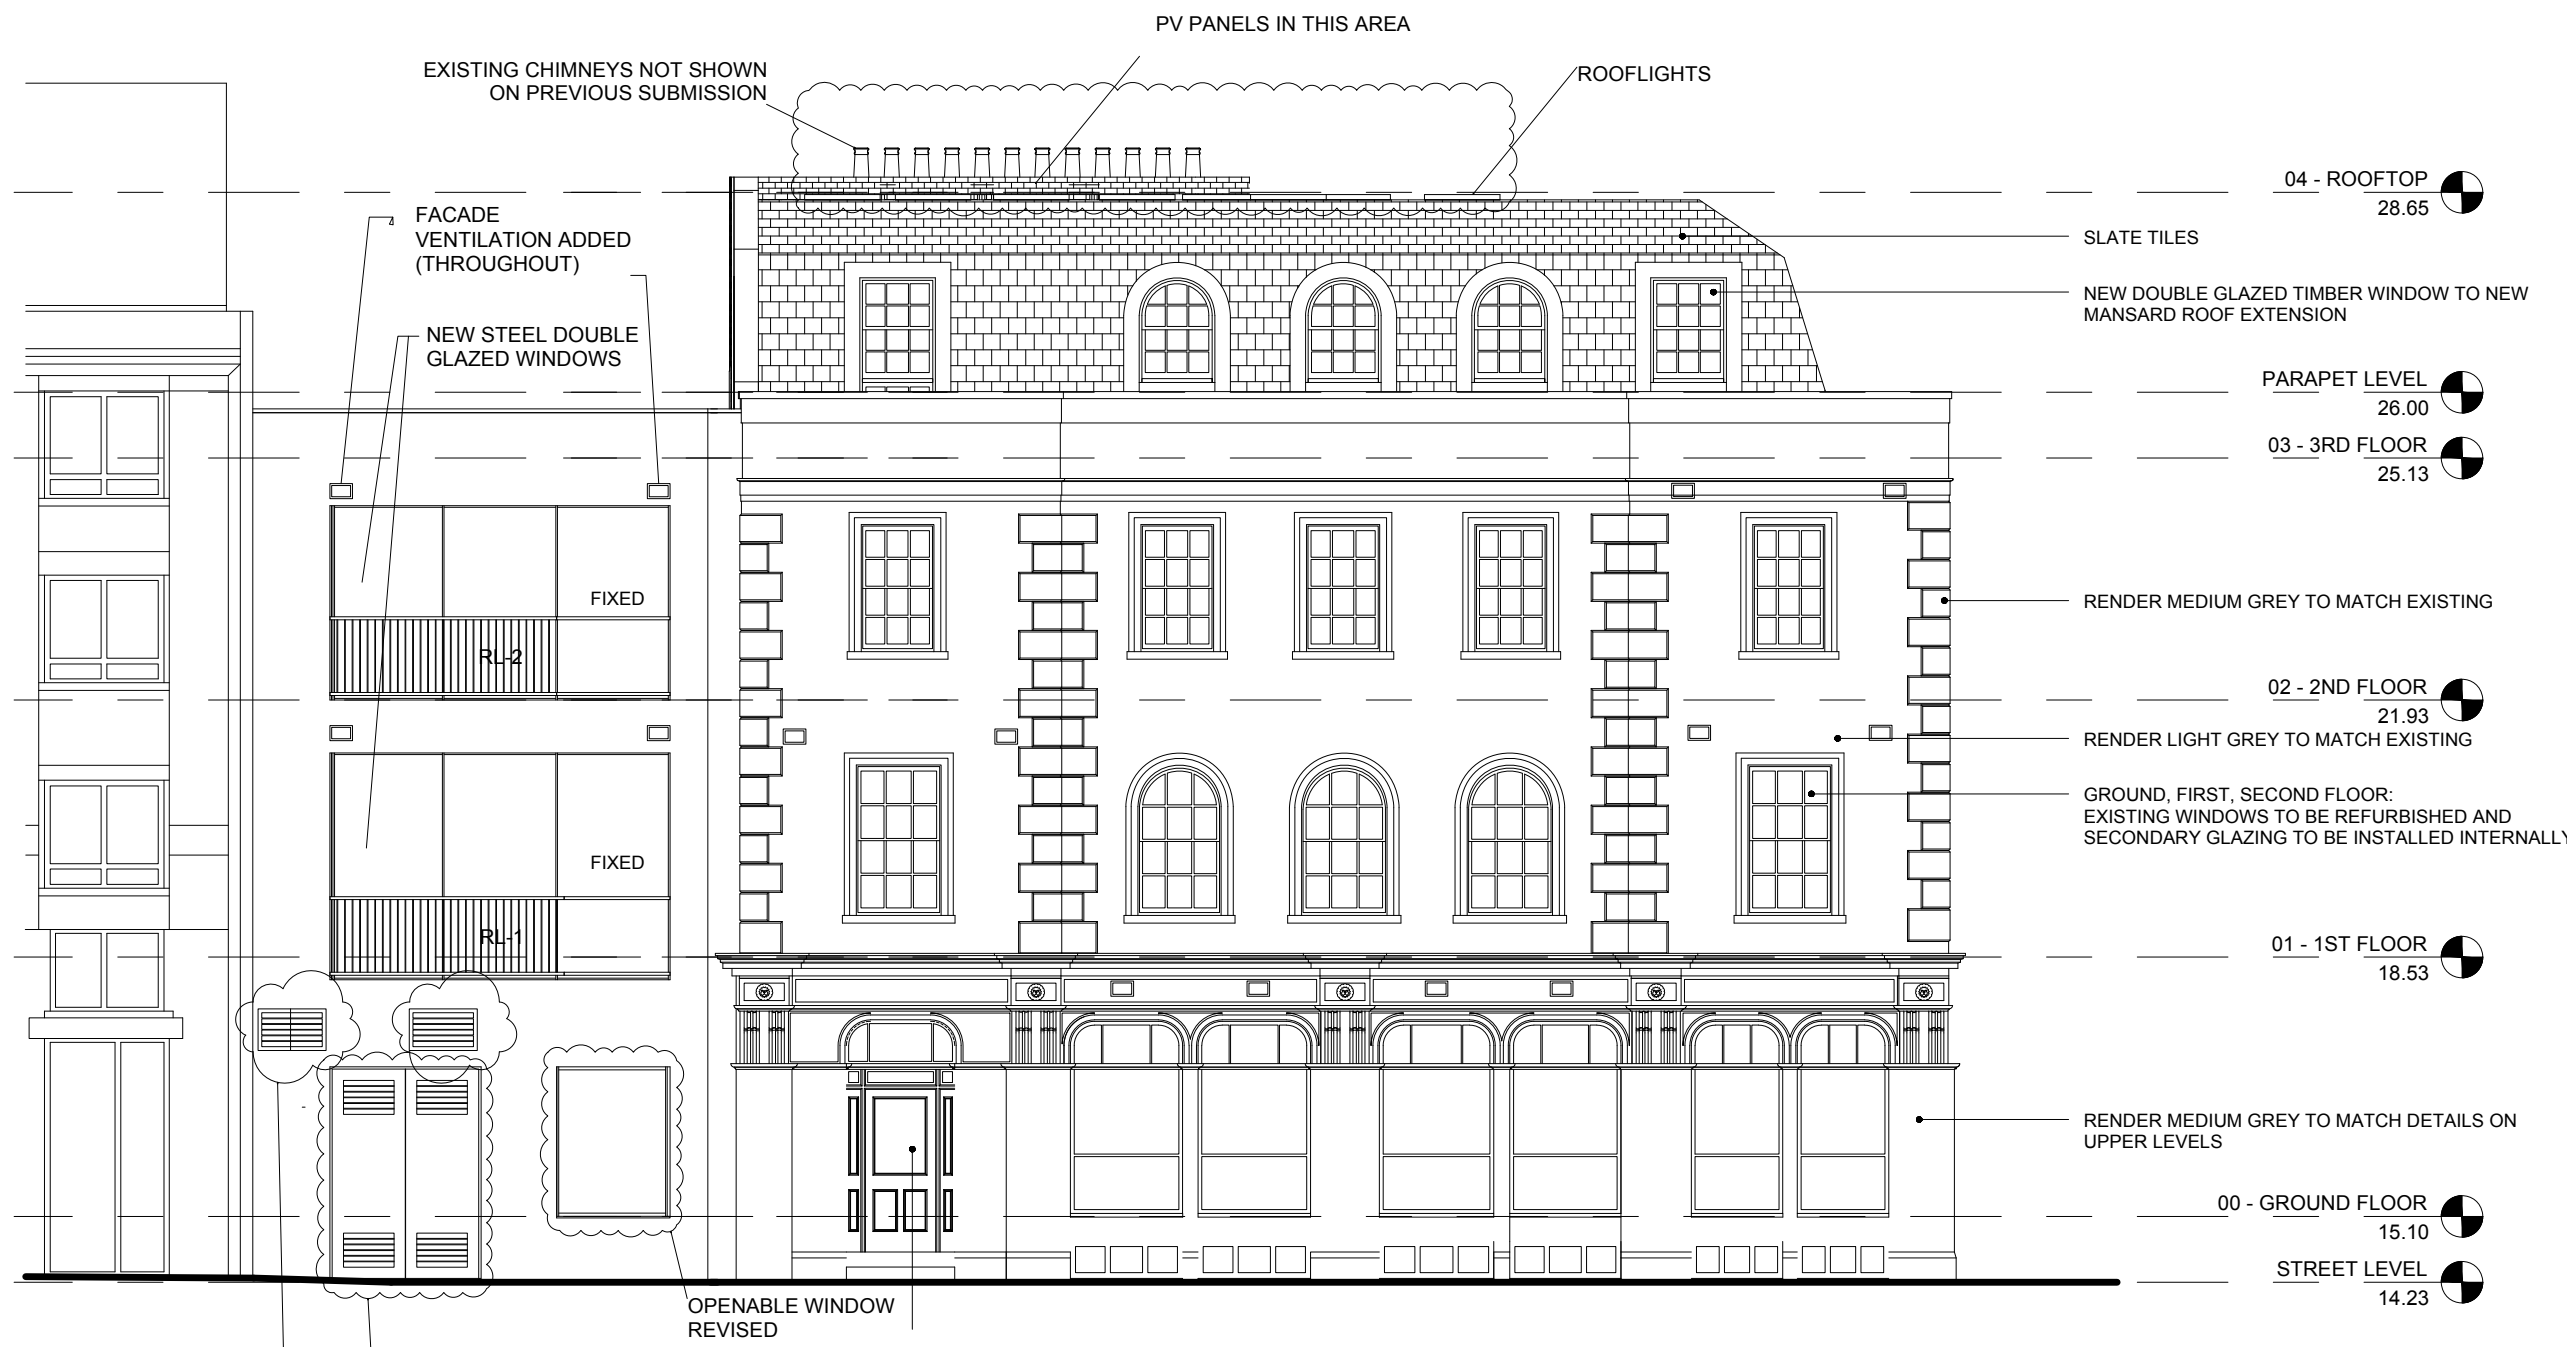 PV PANELS IN THIS AREA
EXISTING CHIMNEYS NOT SHOWN
ON PREVIOUS SUBMISSION
ROOFLIGHTS
FACADE
VENTILATION ADDED
(THROUGHOUT)
NEW STEEL DOUBLE
GLAZED WINDOWS
FIXED
RL-2
FIXED
RL-1
OPENABLE WINDOW
REVISED
04 - ROOFTOP
28.65
SLATE TILES
NEW DOUBLE GLAZED TIMBER WINDOW TO NEW
MANSARD ROOF EXTENSION
PARAPET LEVEL
26.00
03 - 3RD FLOOR
25.13
RENDER MEDIUM GREY TO MATCH EXISTING
02 - 2ND FLOOR
21.93
RENDER LIGHT GREY TO MATCH EXISTING
GROUND, FIRST, SECOND FLOOR:
EXISTING WINDOWS TO BE REFURBISHED AND
SECONDARY GLAZING TO BE INSTALLED INTERNALLY
01 - 1ST FLOOR
18.53
RENDER MEDIUM GREY TO MATCH DETAILS ON
UPPER LEVELS
00 - GROUND FLOOR
15.10
STREET LEVEL
14.23